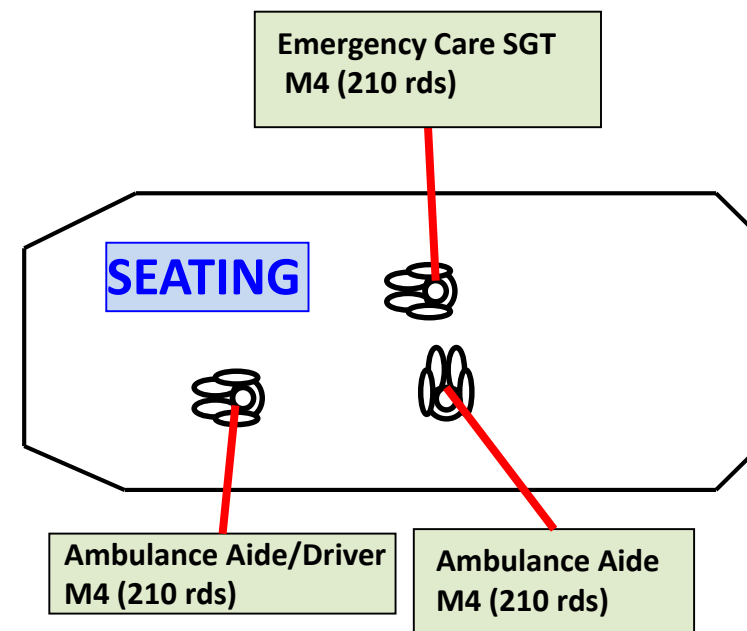 Emergency Care SGT
M4 (210 rds)
SEATING
Ambulance Aide/Driver
M4 (210 rds)
Ambulance Aide
M4 (210 rds)